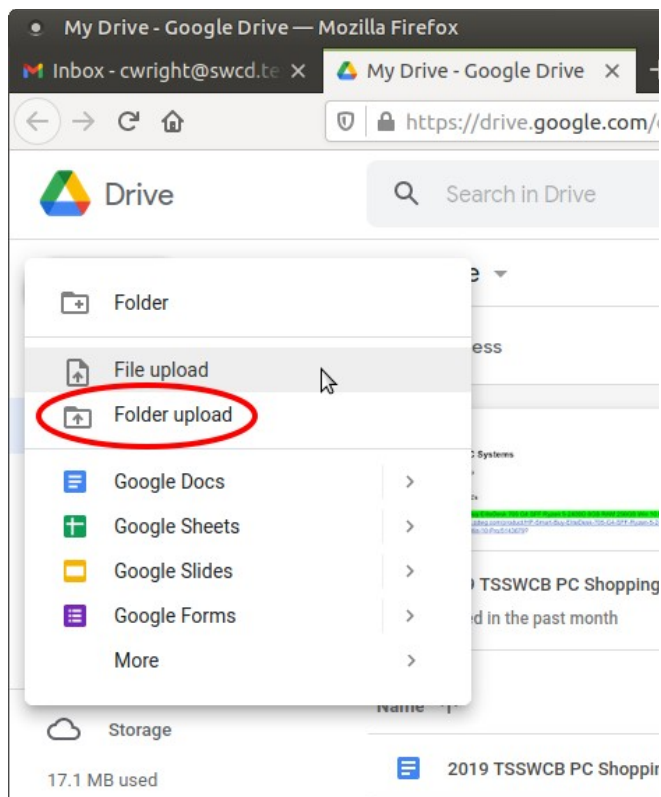 My Drive - Google Drive — Mozilla Firefox
Inbox - cwright@swcd.te
My Drive - Google Drive
https://drive.google.com/
Drive
Search in Drive
Folder
File upload
ess
Folder upload
C Systems
Google Docs
Google Sheets
Google Slides
TSSWCB PC Shopping
Google Forms
d in the past month
More
Name
Storage
2019 TSSWCB PC Shoppin
17.1 MB used